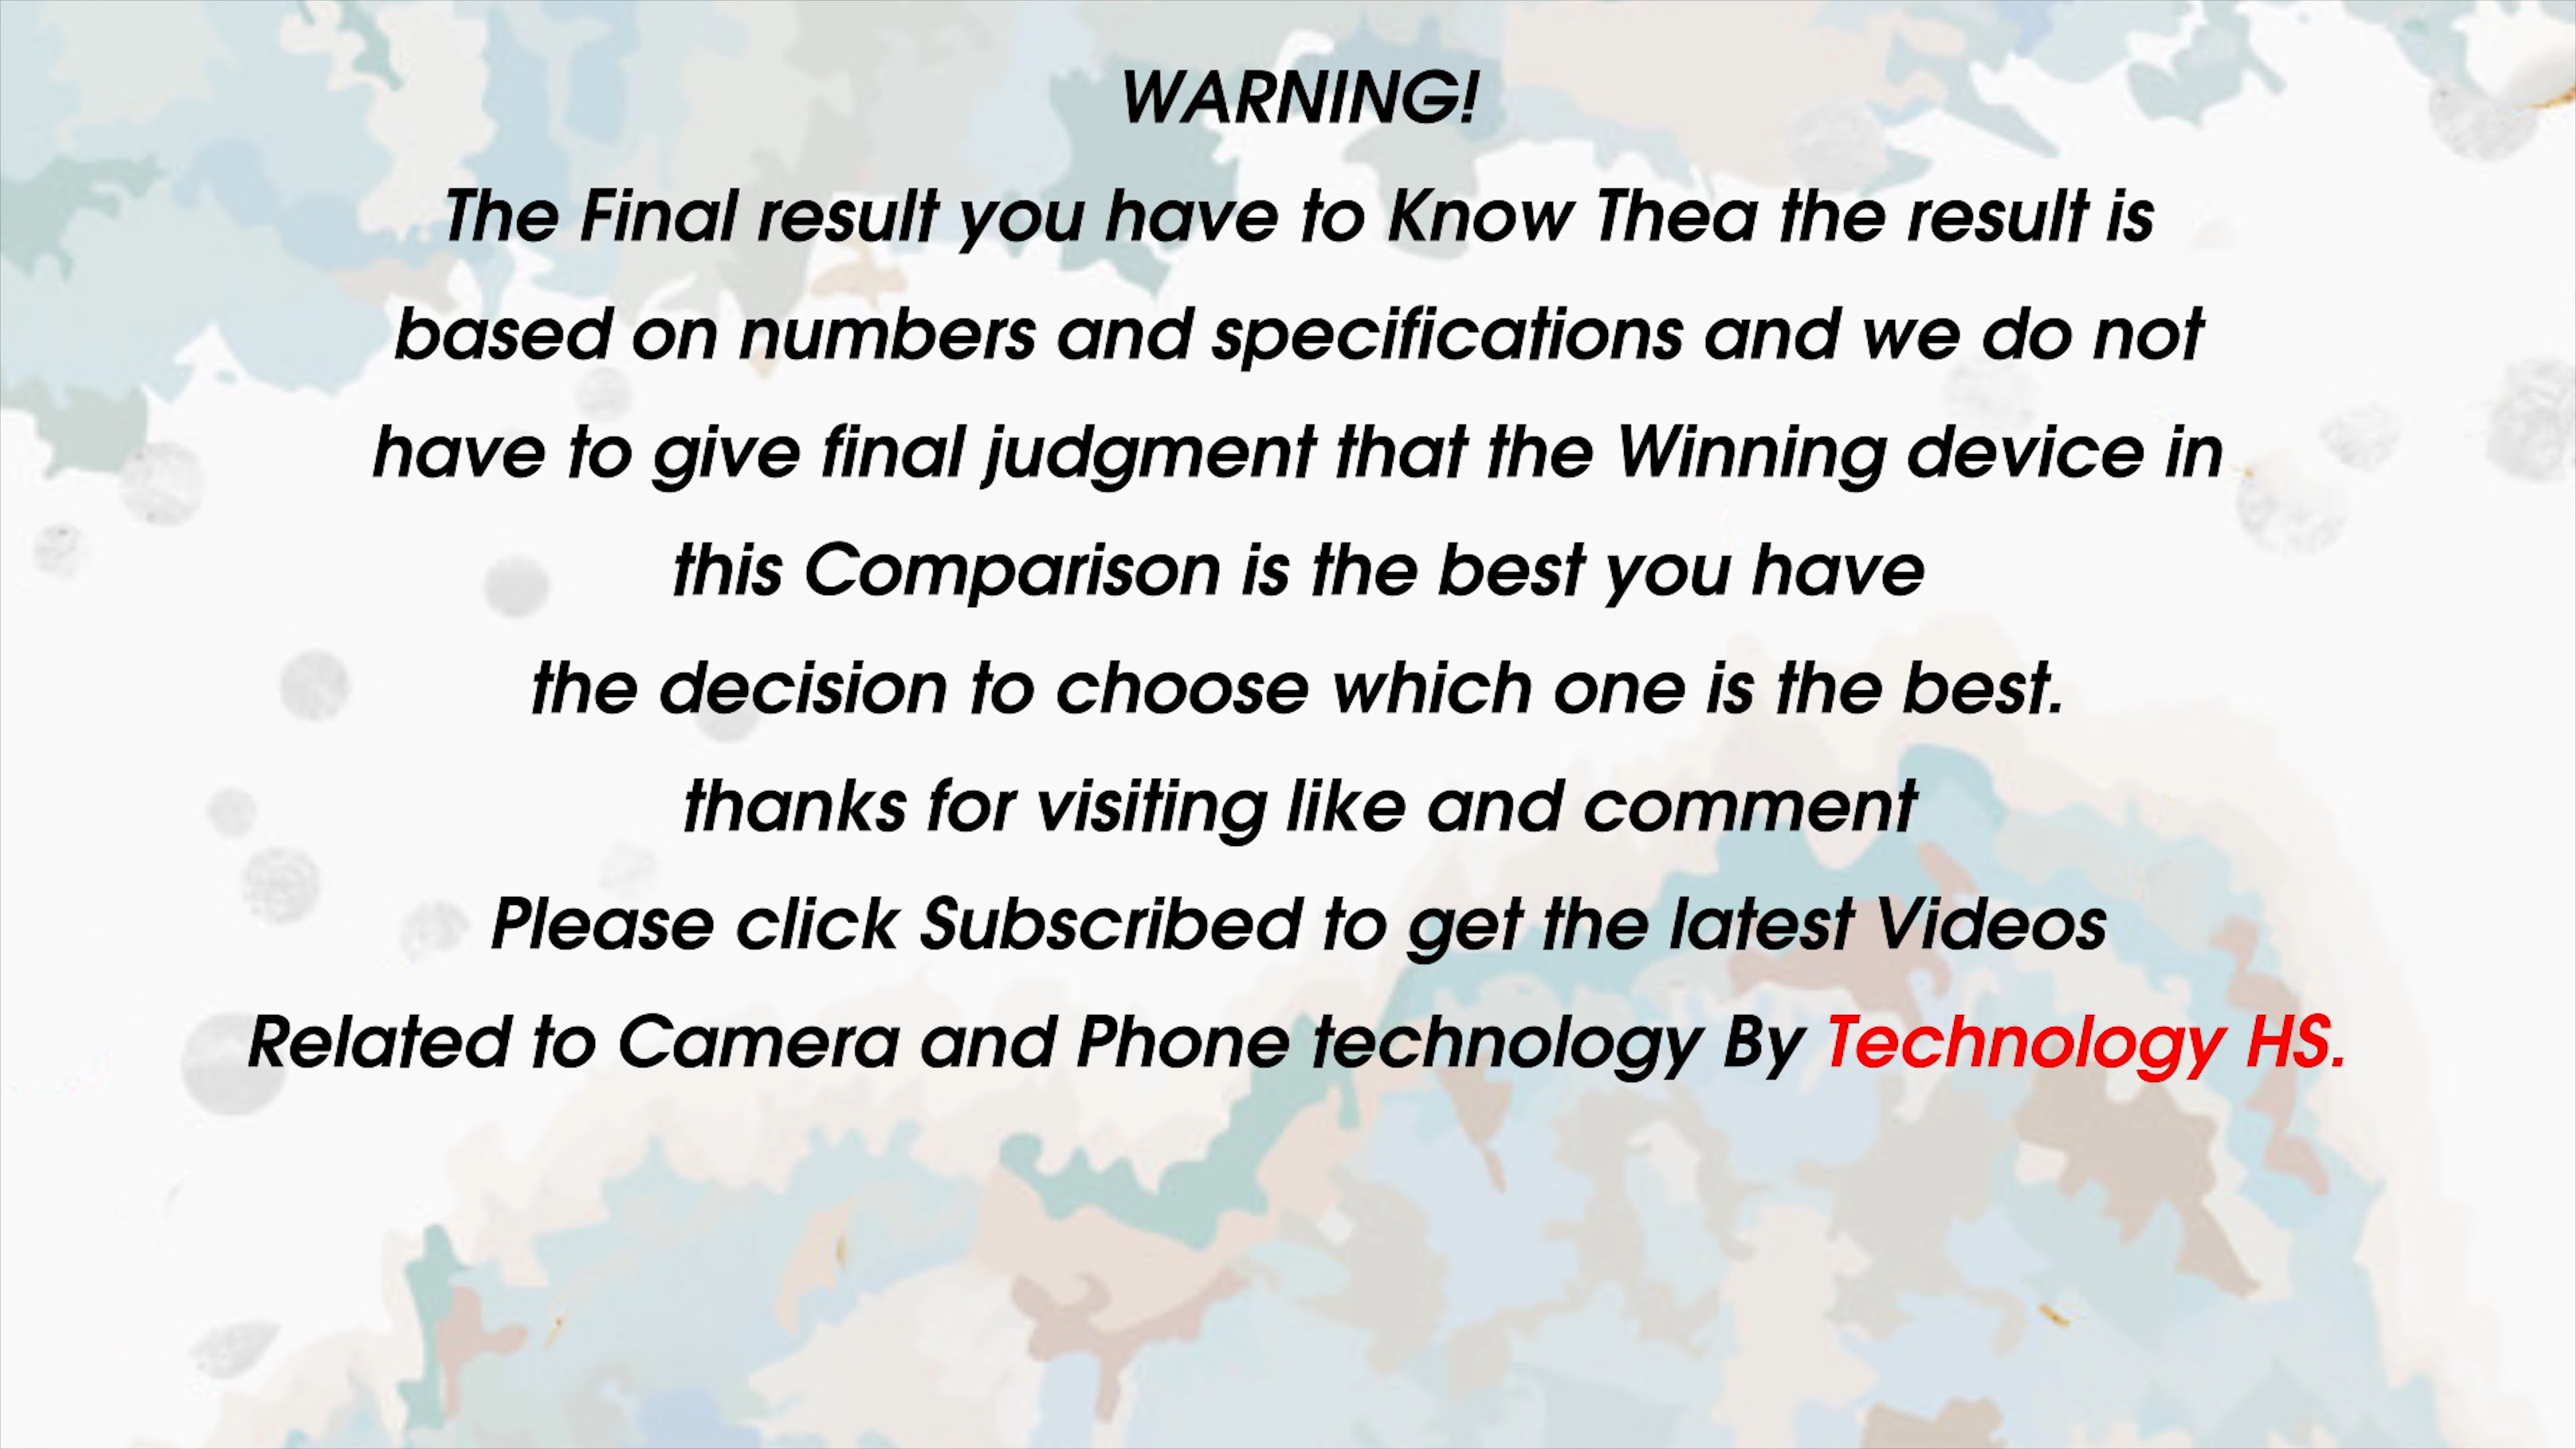 WARNING!
The Final result you have to Know Thea the result is
based on numbers and specifications and we do not
have to give final judgment that the Winning device in
this Comparison is the best you have
the decision to choose which one is the best.
thanks for visiting like and comment
Please click Subscribed to get the latest Videos
Related to Camera and Phone technology By Technology HS.